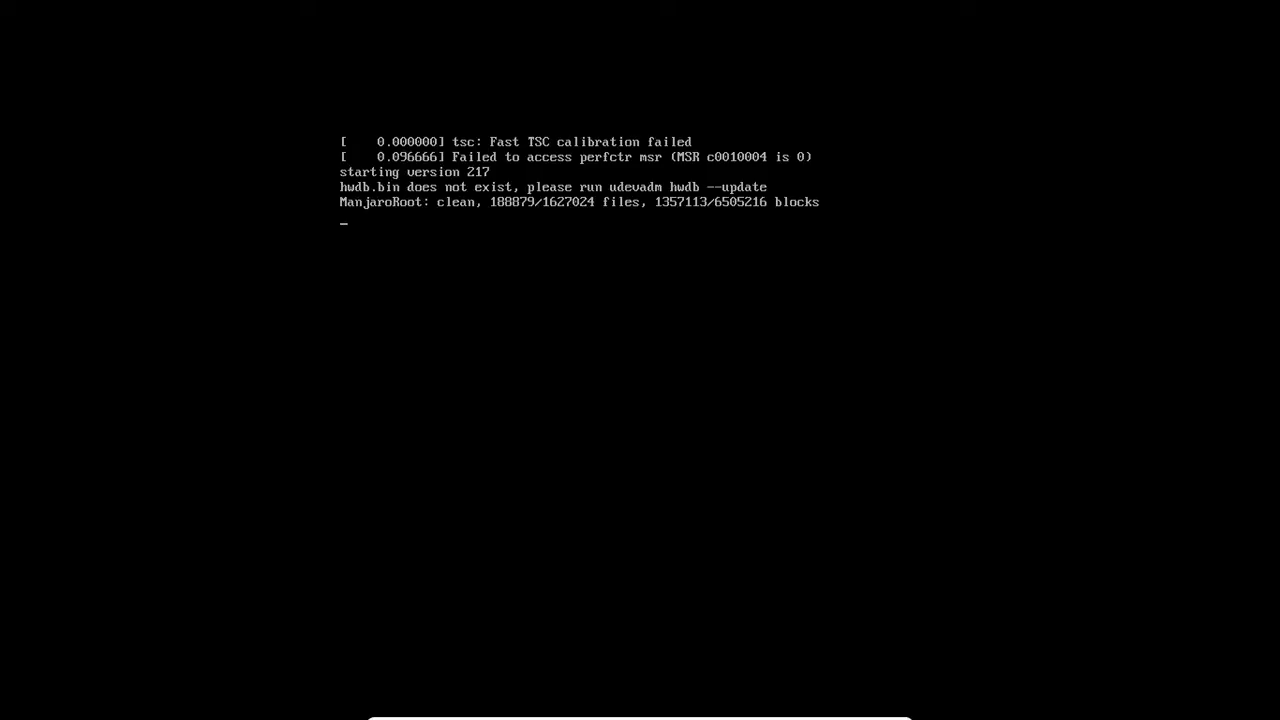 [    0.000000] tsc: Fast TSC calibration failed
[    0.096666] Failed to access perfctr msr (MSR c0010004 is 0)
starting version 217
hwdb.bin does not exist, please run udevadm hwdb --update
ManjaroRoot: clean, 188879/1627024 files, 1357113/6505216 blocks
_